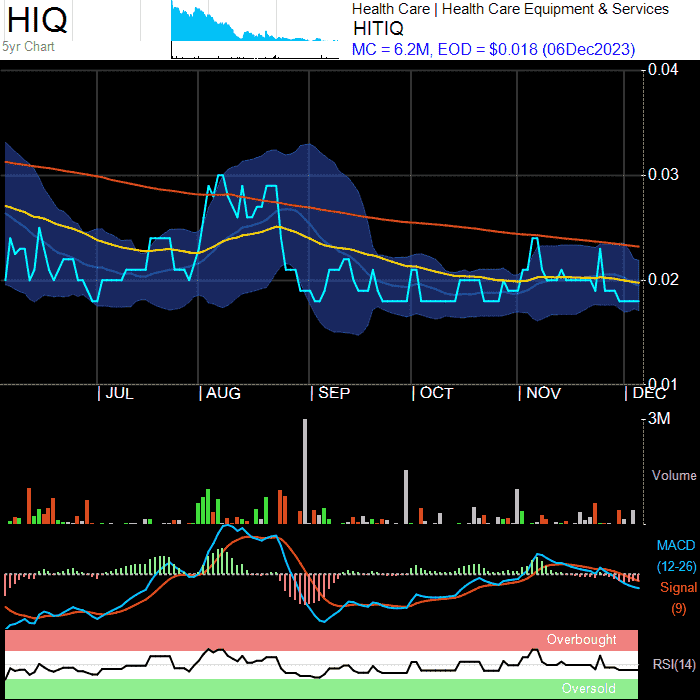 HIQ
5yr Chart
Health Care | Health Care Equipment & Services
HITIQ
MC = 6.2M, EOD = $0.018 (06Dec2023)
0.04
0.03
0.02
0.01
JUL
AUG
SEP
OCT
NOV
DEC
3M
Volume
MACD
(12-26)
Signal
(9)
Overbought
RSI(14)
Oversold